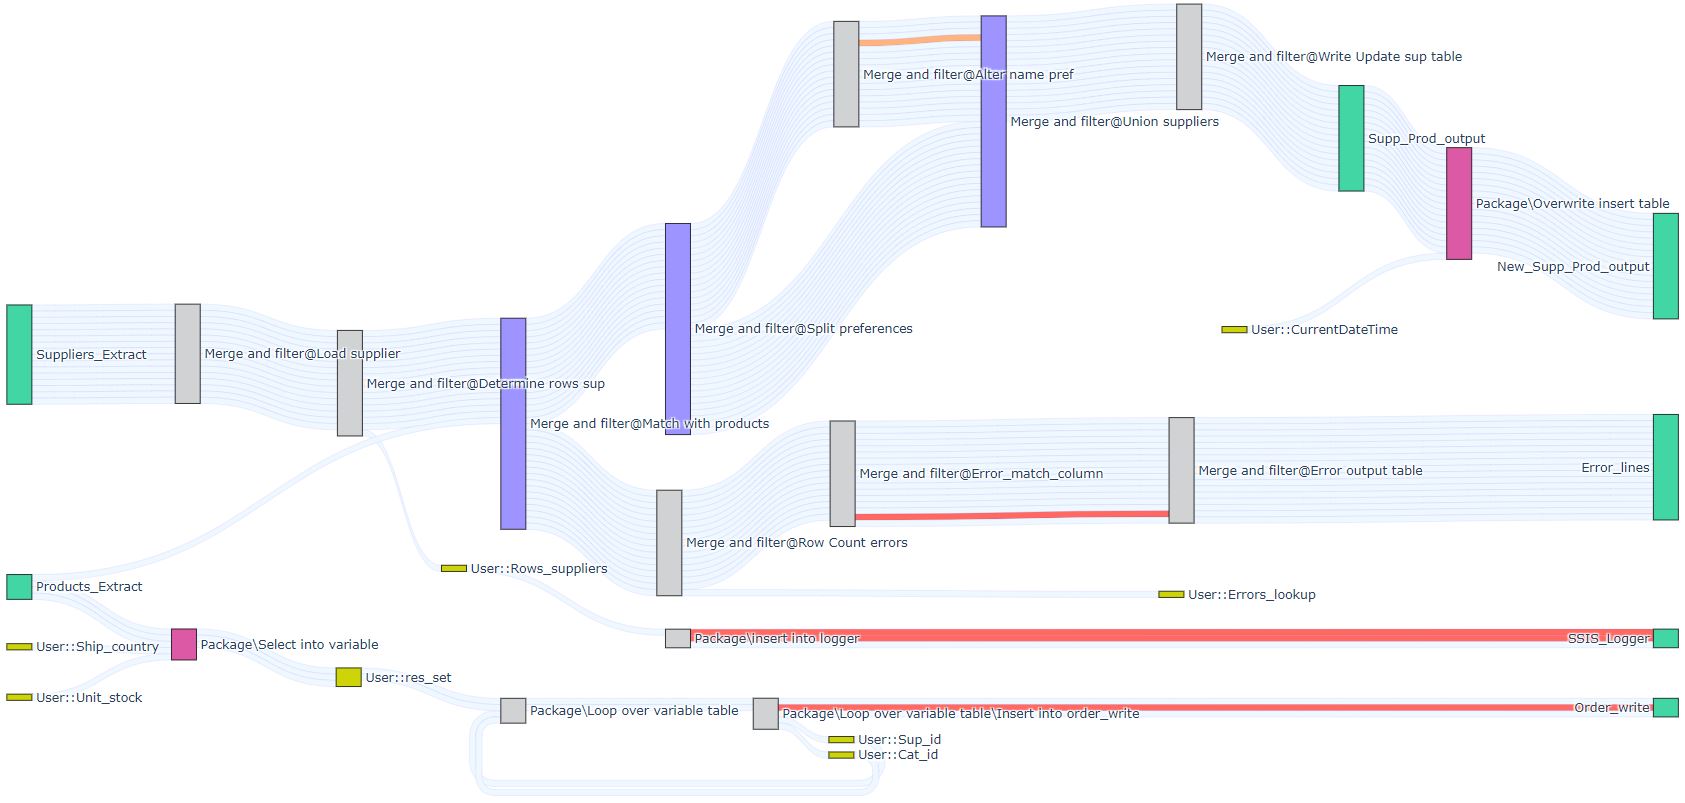 Merge and filter@Write Update sup table
Merge and filter@Alter name pref
Merge and filter@Union suppliers
Supp_Prod_output
Package\Overwrite insert table
New_Supp_Prod_output
Merge and filter@Split preferences
User::CurrentDateTime
Suppliers_Extract
Merge and filter@Load supplier
Merge and filter@Determine rows sup
Merge and filter@Match with products
Merge and filter@Error_match_column
Merge and filter@Error output table
Error_lines
Merge and filter@Row Count errors
User::Rows_suppliers
Products_Extract
User::Errors_lookup
Package\insert into logger
SSIS_Logger
User::Ship_country
Package\Select into variable
User::res_set
User::Unit_stock
Package\Loop over variable table
Package\Loop over variable table\Insert into order_write
Order_write
User::Sup_id
User::Cat_id